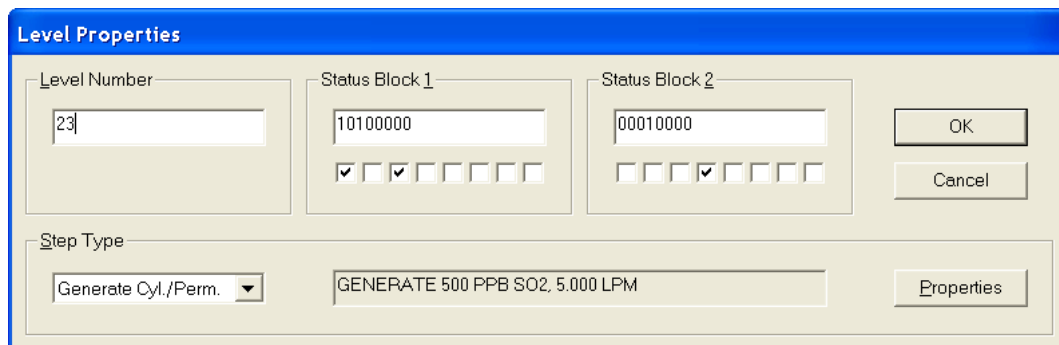 Level Properties
Level Number
Status Block 1
Status Block 2
23
10100000
00010000
OK
Cancel
Step Type
Generate Cyl./Perm.
GENERATE 500 PPB SO2, 5.000 LPM
Properties